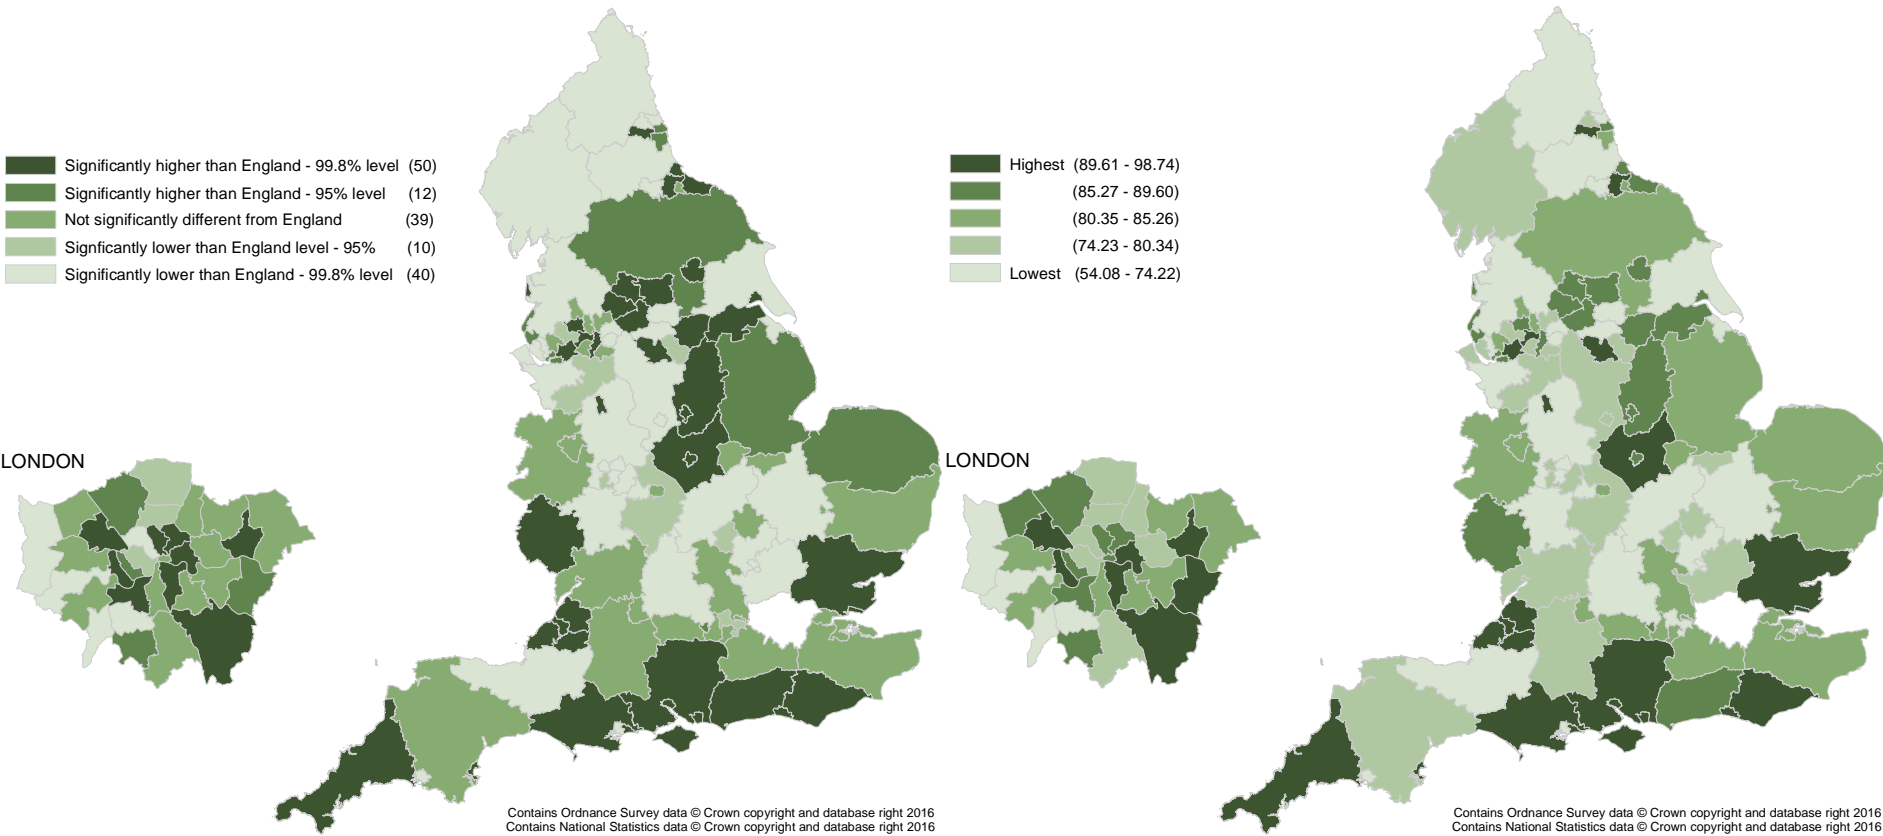 Significantly higher than England - 99.8% level (50)
Significantly higher than England - 95% level (12)
Not significantly different from England (39)
Signficantly lower than England level - 95% (10)
Significantly lower than England - 99.8% level (40)
LONDON
Contains Ordnance Survey data © Crown copyright and database right 2016
Contains National Statistics data © Crown copyright and database right 2016
Highest (89.61 - 98.74)
(85.27 - 89.60)
(80.35 - 85.26)
(74.23 - 80.34)
Lowest (54.08 - 74.22)
LONDON
Contains Ordnance Survey data © Crown copyright and database right 2016
Contains National Statistics data © Crown copyright and database right 2016